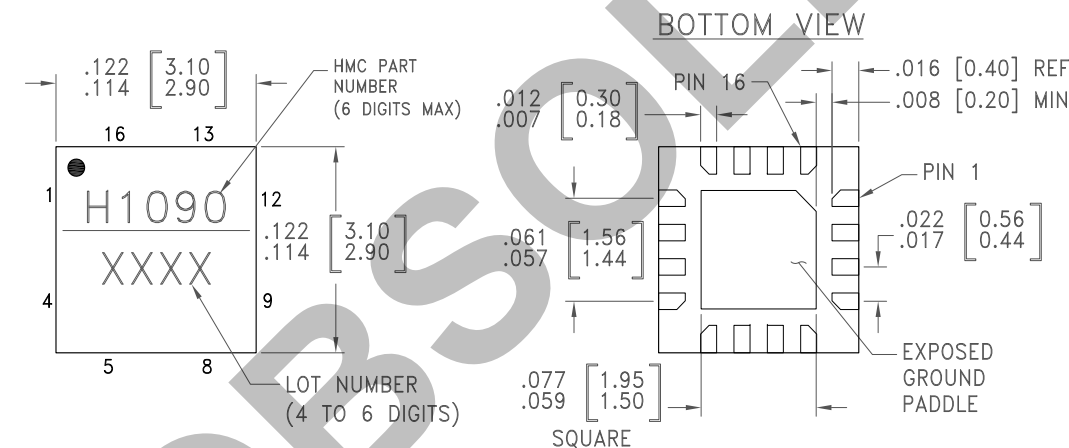 BOTTOM VIEW
.122 [3.10]
.114 [2.90]
HMC PART
NUMBER
(6 DIGITS MAX)
16 13
1
12
H1090
XXXX
4
9
5 8
.122 [3.10]
.114 [2.90]
LOT NUMBER
(4 TO 6 DIGITS)
PIN 16
.016 [0.40] REF
.008 [0.20] MIN
.012 [0.30]
.007 [0.18]
PIN 1
.022 [0.56]
.017 [0.44]
.061 [1.56]
.057 [1.44]
EXPOSED
GROUND
PADDLE
.077 [1.95]
.059 [1.50]
SQUARE
OBSOL